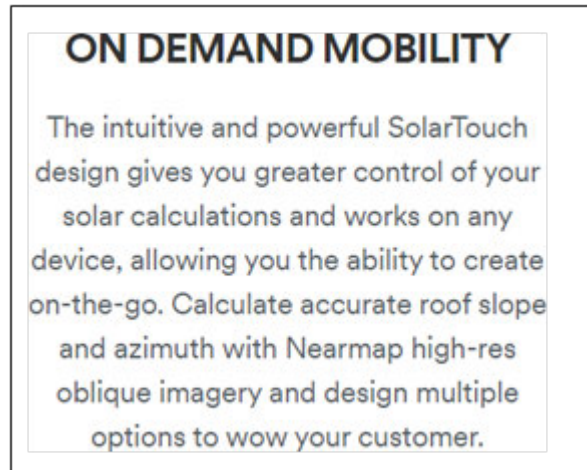 ON DEMAND MOBILITY
The intuitive and powerful SolarTouch
design gives you greater control of your
solar calculations and works on any
device, allowing you the ability to create
on-the-go. Calculate accurate roof slope
and azimuth with Nearmap high-res
oblique imagery and design multiple
options to wow your customer.